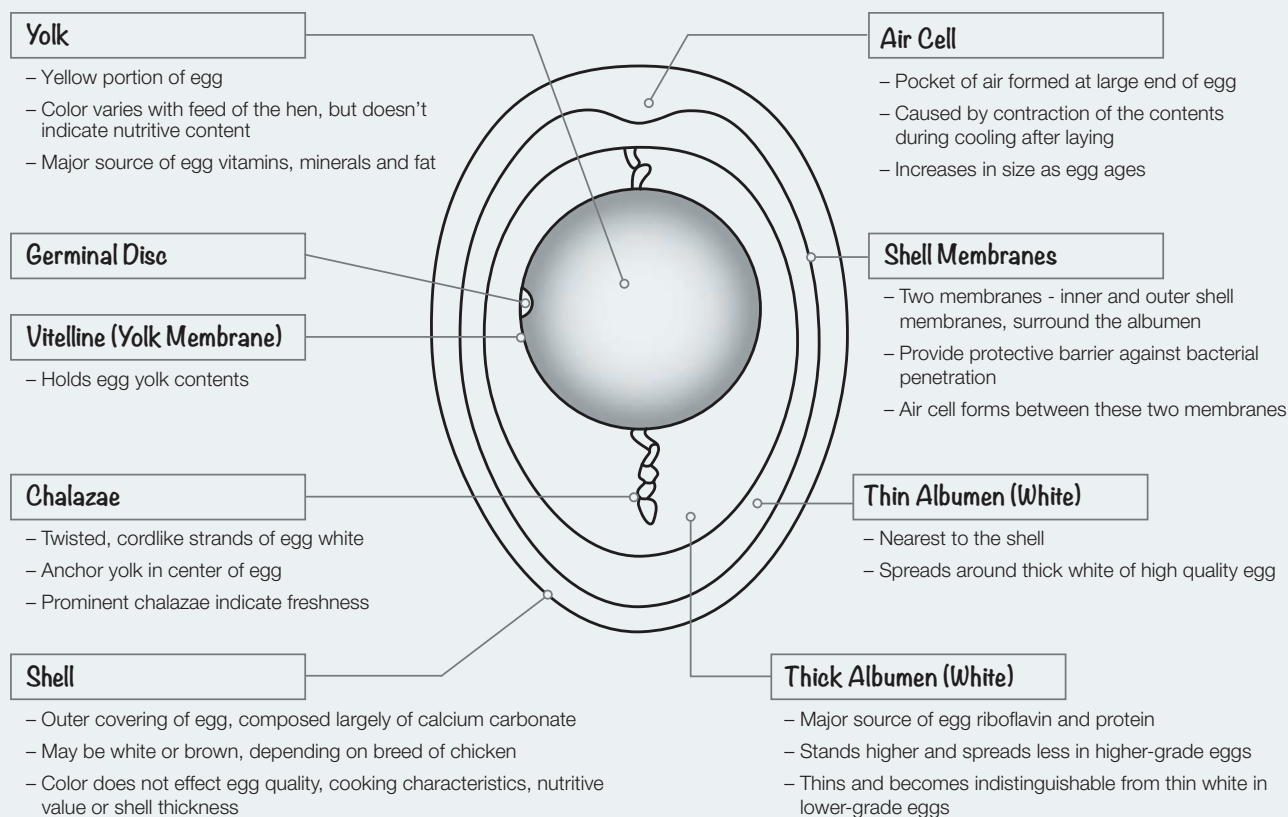 Yolk
– Yellow portion of egg
– Color varies with feed of the hen, but doesn't
indicate nutritive content
– Major source of egg vitamins, minerals and fat
Germinal Disc
Vitelline (Yolk Membrane)
– Holds egg yolk contents
Chalazae
– Twisted, cordlike strands of egg white
– Anchor yolk in center of egg
– Prominent chalazae indicate freshness
Shell
– Outer covering of egg, composed largely of calcium carbonate
– May be white or brown, depending on breed of chicken
– Color does not effect egg quality, cooking characteristics, nutritive
value or shell thickness
Air Cell
– Pocket of air formed at large end of egg
– Caused by contraction of the contents
during cooling after laying
– Increases in size as egg ages
Shell Membranes
– Two membranes - inner and outer shell
membranes, surround the albumen
– Provide protective barrier against bacterial
penetration
– Air cell forms between these two membranes
Thin Albumen (White)
– Nearest to the shell
– Spreads around thick white of high quality egg
Thick Albumen (White)
– Major source of egg riboflavin and protein
– Stands higher and spreads less in higher-grade eggs
– Thins and becomes indistinguishable from thin white in
lower-grade eggs